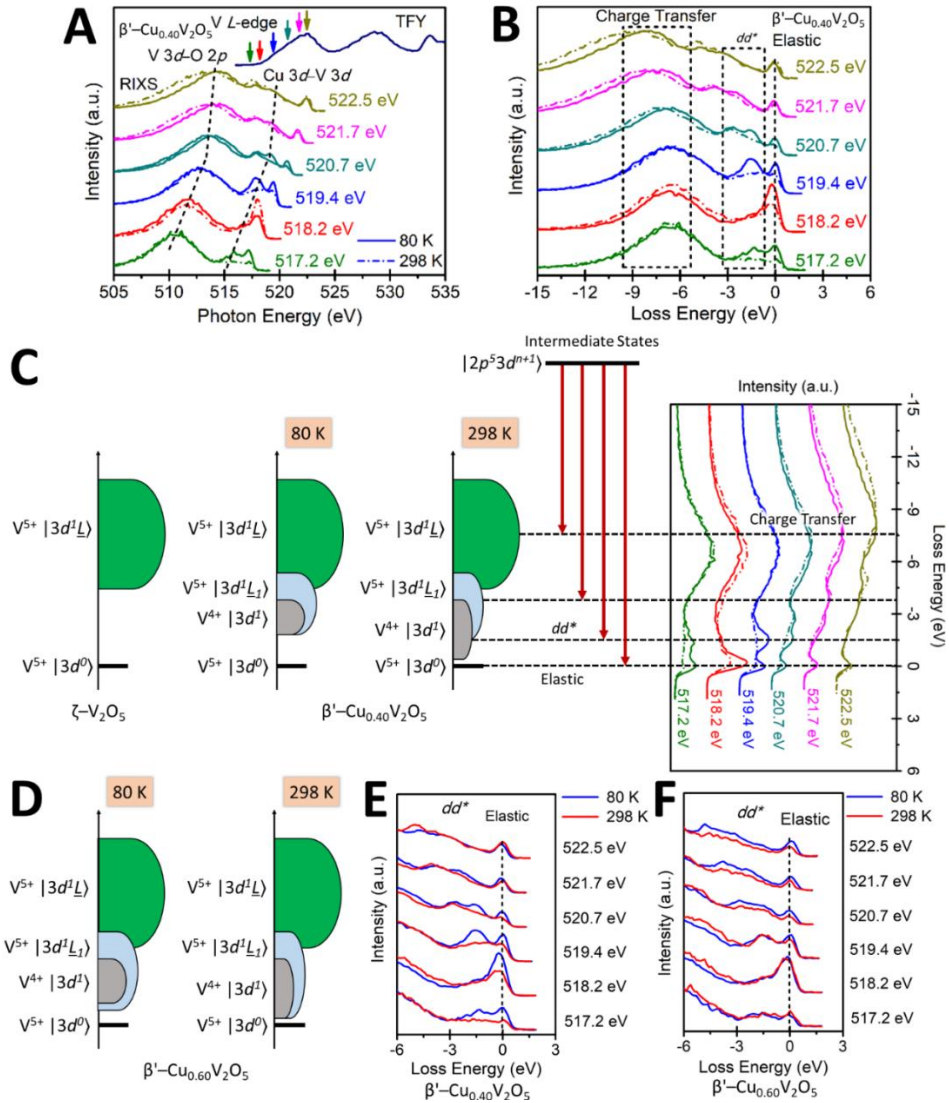 A
β'–Cu0.40V2O5
V L-edge
TFY
V 3d–O 2p
Cu 3d–V 3d
RIXS
522.5 eV
521.7 eV
520.7 eV
519.4 eV
518.2 eV
517.2 eV
80 K
298 K
505 510 515 520 525 530 535
Photon Energy (eV)
Intensity (a.u.)
B
Charge Transfer
β'–Cu0.40V2O5
dd*
Elastic
522.5 eV
521.7 eV
520.7 eV
519.4 eV
518.2 eV
517.2 eV
-15 -12 -9 -6 -3 0 3 6
Loss Energy (eV)
Intensity (a.u.)
C
Intermediate States
|2p⁵3dⁿ⁺¹⟩
80 K
298 K
V⁵⁺ |3d¹L⟩
V⁵⁺ |3d⁰⟩
ζ–V2O5
V⁵⁺ |3d¹L⟩
V⁵⁺ |3d¹L1⟩
V⁴⁺ |3d¹⟩
V⁵⁺ |3d⁰⟩
V⁵⁺ |3d¹L⟩
V⁵⁺ |3d¹L1⟩
V⁴⁺ |3d¹⟩
V⁵⁺ |3d⁰⟩
β'–Cu0.40V2O5
dd*
Elastic
Intensity (a.u.)
Charge Transfer
-15 -12 -9 -6 -3 0 3 6
Loss Energy (eV)
517.2 eV
518.2 eV
519.4 eV
520.7 eV
521.7 eV
522.5 eV
D
80 K
298 K
V⁵⁺ |3d¹L⟩
V⁵⁺ |3d¹L1⟩
V⁴⁺ |3d¹⟩
V⁵⁺ |3d⁰⟩
V⁵⁺ |3d¹L⟩
V⁵⁺ |3d¹L1⟩
V⁴⁺ |3d¹⟩
V⁵⁺ |3d⁰⟩
β'–Cu0.60V2O5
E
dd*
Elastic
80 K
298 K
522.5 eV
521.7 eV
520.7 eV
519.4 eV
518.2 eV
517.2 eV
Intensity (a.u.)
-6 -3 0 3
Loss Energy (eV)
β'–Cu0.40V2O5
F
dd*
Elastic
80 K
298 K
522.5 eV
521.7 eV
520.7 eV
519.4 eV
518.2 eV
517.2 eV
Intensity (a.u.)
-6 -3 0 3
Loss Energy (eV)
β'–Cu0.60V2O5